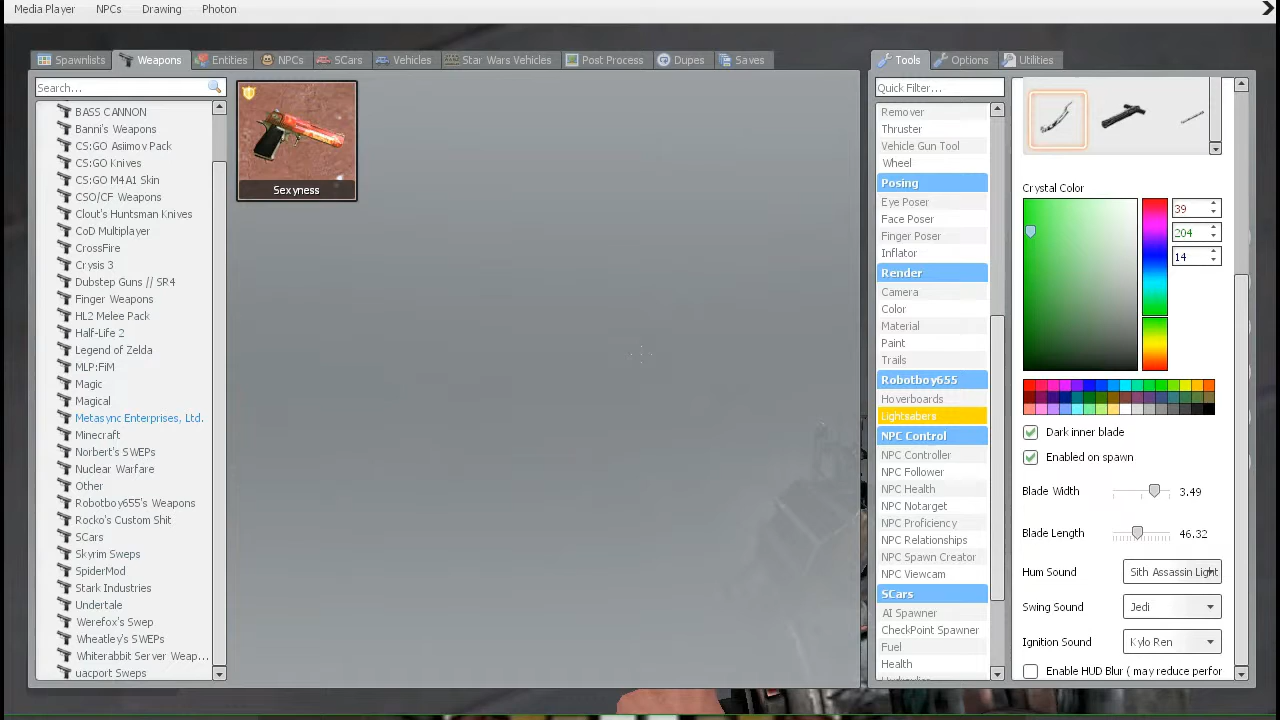 Media Player NPCs Drawing Photon
Spawnlists Weapons Entities NPCs SCars Vehicles Star Wars Vehicles Post Process Dupes Saves
Search...
BASS CANNON
Banni's Weapons
CS:GO Asiimov Pack
CS:GO Knives
CS:GO M4A1 Skin
CSO/CF Weapons
Clout's Huntsman Knives
CoD Multiplayer
CrossFire
Crysis 3
Dubstep Guns // SR4
Finger Weapons
HL2 Melee Pack
Half-Life 2
Legend of Zelda
MLP:FiM
Magic
Magical
Metasync Enterprises, Ltd.
Minecraft
Norbert's SWEPs
Nuclear Warfare
Other
Robotboy655's Weapons
Rocko's Custom Shit
SCars
Skyrim Sweps
SpiderMod
Stark Industries
Undertale
Werefox's Swep
Wheatley's SWEPs
Whiterabbit Server Weap...
uacport Sweps
Sexyness
Tools Options Utilities
Quick Filter...
Remover
Thruster
Vehicle Gun Tool
Wheel
Posing
Eye Poser
Face Poser
Finger Poser
Inflator
Render
Camera
Color
Material
Paint
Trails
Robotboy655
Hoverboards
Lightsabers
NPC Control
NPC Controller
NPC Follower
NPC Health
NPC Notarget
NPC Proficiency
NPC Relationships
NPC Spawn Creator
NPC Viewcam
SCars
AI Spawner
CheckPoint Spawner
Fuel
Health
Crystal Color
39
204
14
Dark inner blade
Enabled on spawn
Blade Width 3.49
Blade Length 46.32
Hum Sound Sith Assassin Light
Swing Sound Jedi
Ignition Sound Kylo Ren
Enable HUD Blur ( may reduce perfor